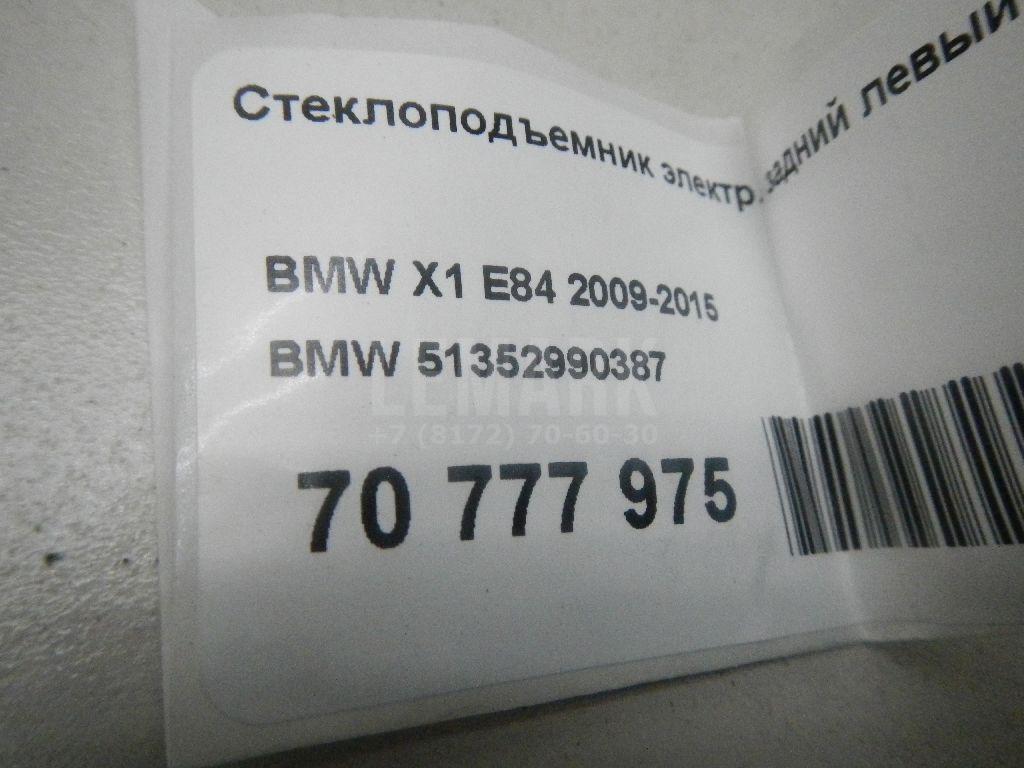 Стеклоподъемник электр. задний левый
BMW X1 E84 2009-2015
BMW 51352990387
LEMARK
+7 (8172) 70-60-30
70 777 975